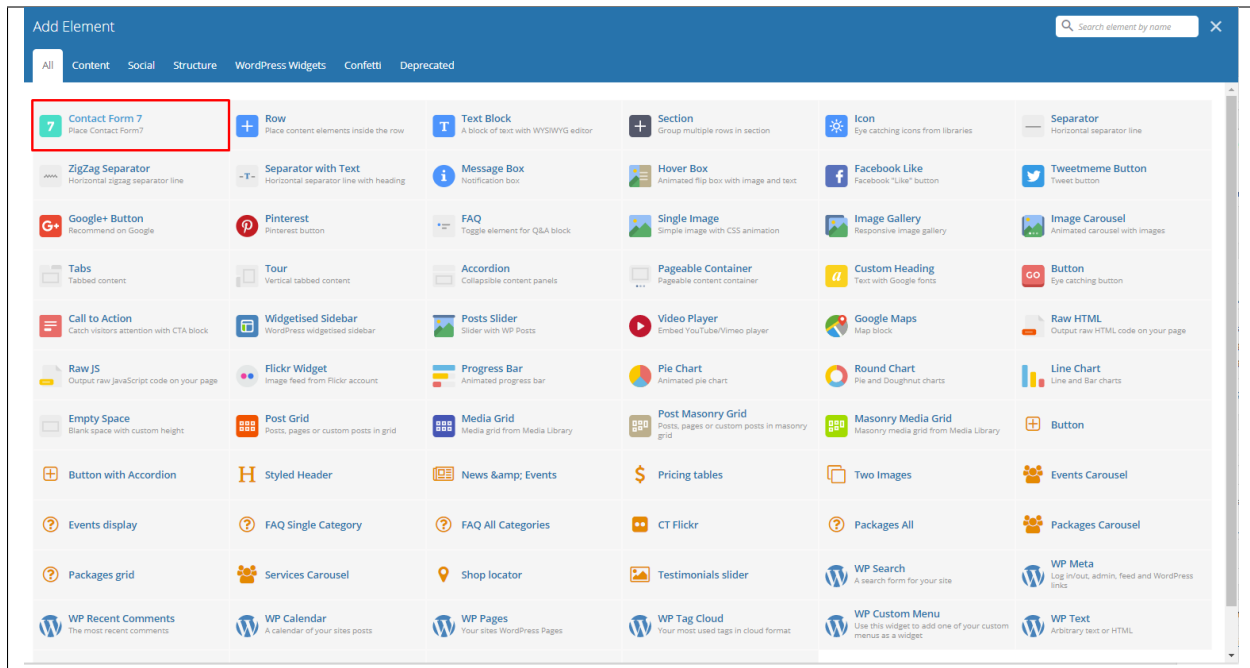 Add Element
Search element by name
All Content Social Structure WordPress Widgets Confetti Deprecated
7 Contact Form 7
Place Contact Form7
Row
Place content elements inside the row
T Text Block
A block of text with WYSIWYG editor
Section
Group multiple rows in section
Icon
Eye catching icons from libraries
Separator
Horizontal separator line
ZigZag Separator
Horizontal zigzag separator line
-T- Separator with Text
Horizontal separator line with heading
i Message Box
Notification box
Hover Box
Animated flip box with image and text
f Facebook Like
Facebook "Like" button
Tweetmeme Button
Tweet button
G+ Google+ Button
Recommend on Google
Pinterest
Pinterest button
FAQ
Toggle element for Q&A block
Single Image
Simple image with CSS animation
Image Gallery
Responsive image gallery
Image Carousel
Animated carousel with images
Tabs
Tabbed content
Tour
Vertical tabbed content
Accordion
Collapsible content panels
Pageable Container
Pageable content container
a Custom Heading
Text with Google fonts
GO Button
Eye catching button
Call to Action
Catch visitors attention with CTA block
Widgetised Sidebar
WordPress widgetised sidebar
Posts Slider
Slider with WP Posts
Video Player
Embed YouTube/Vimeo player
Google Maps
Map block
Raw HTML
Output raw HTML code on your page
Raw JS
Output raw JavaScript code on your page
Flickr Widget
Image feed from Flickr account
Progress Bar
Animated progress bar
Pie Chart
Animated pie chart
Round Chart
Pie and Doughnut charts
Line Chart
Line and Bar charts
Empty Space
Blank space with custom height
Post Grid
Posts, pages or custom posts in grid
Media Grid
Media grid from Media Library
Post Masonry Grid
Posts, pages or custom posts in masonry
grid
Masonry Media Grid
Masonry media grid from Media Library
Button
Button with Accordion
H Styled Header
News &amp; Events
$ Pricing tables
Two Images
Events Carousel
? Events display
? FAQ Single Category
? FAQ All Categories
CT Flickr
? Packages All
Packages Carousel
? Packages grid
Services Carousel
Shop locator
Testimonials slider
WP Search
A search form for your site
WP Meta
Log in/out, admin, feed and WordPress
links
WP Recent Comments
The most recent comments
WP Calendar
A calendar of your sites posts
WP Pages
Your sites WordPress Pages
WP Tag Cloud
Your most used tags in cloud format
WP Custom Menu
Use this widget to add one of your custom
menus as a widget
WP Text
Arbitrary text or HTML